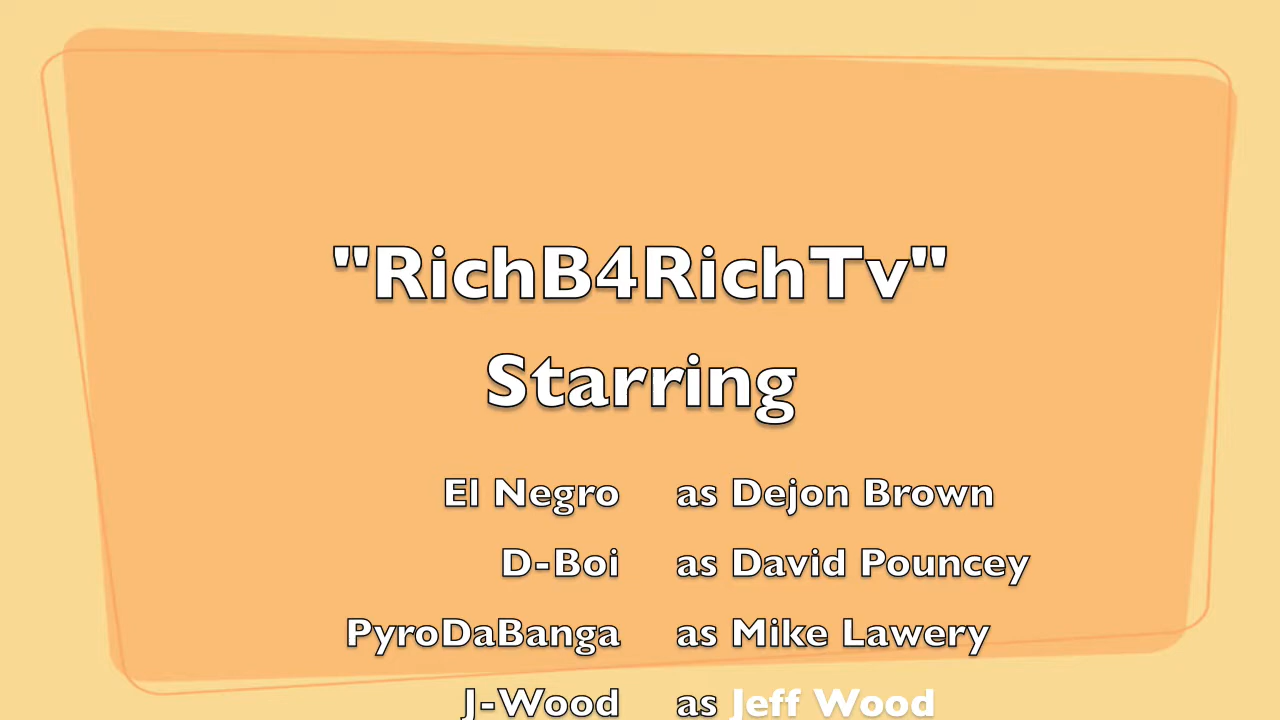 "RichB4RichTv"
Starring
El Negro as Dejon Brown
D-Boi as David Pouncey
PyroDaBanga as Mike Lawery
J-Wood as Jeff Wood